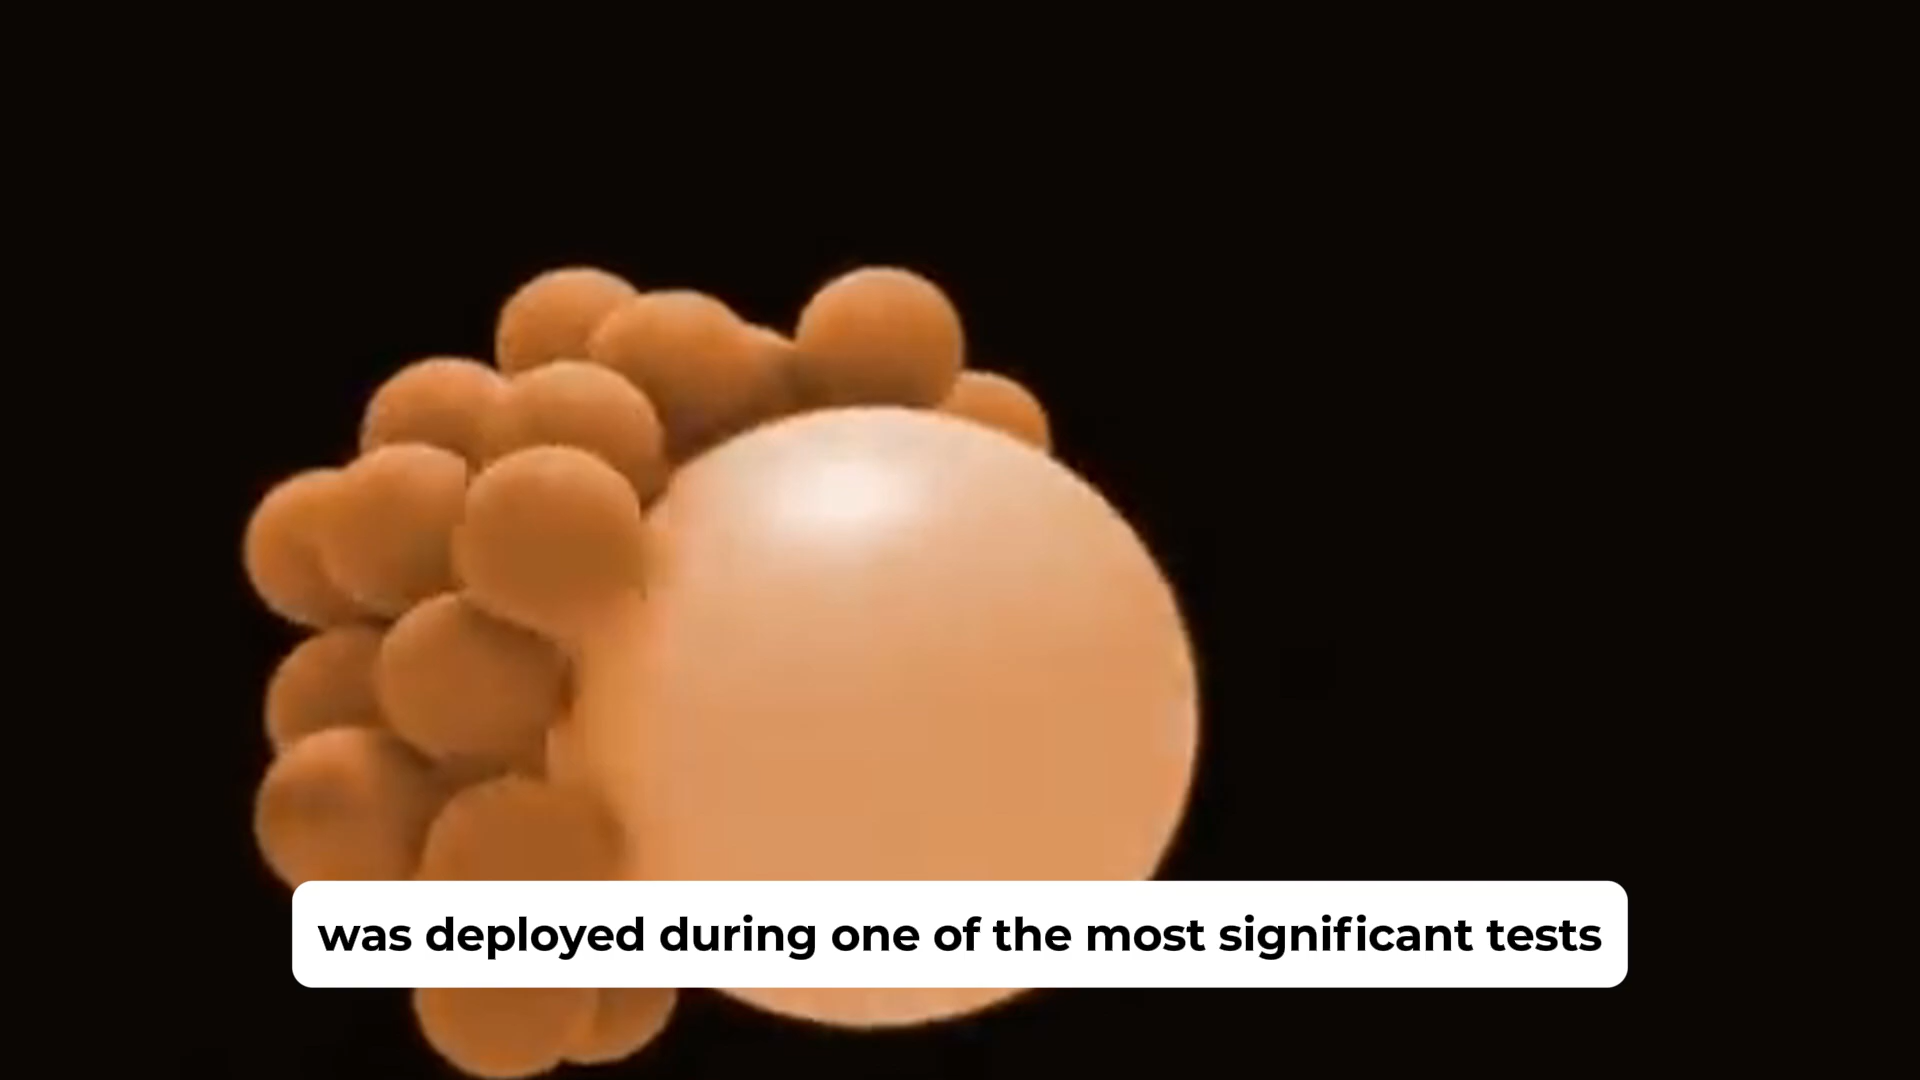 was deployed during one of the most significant tests